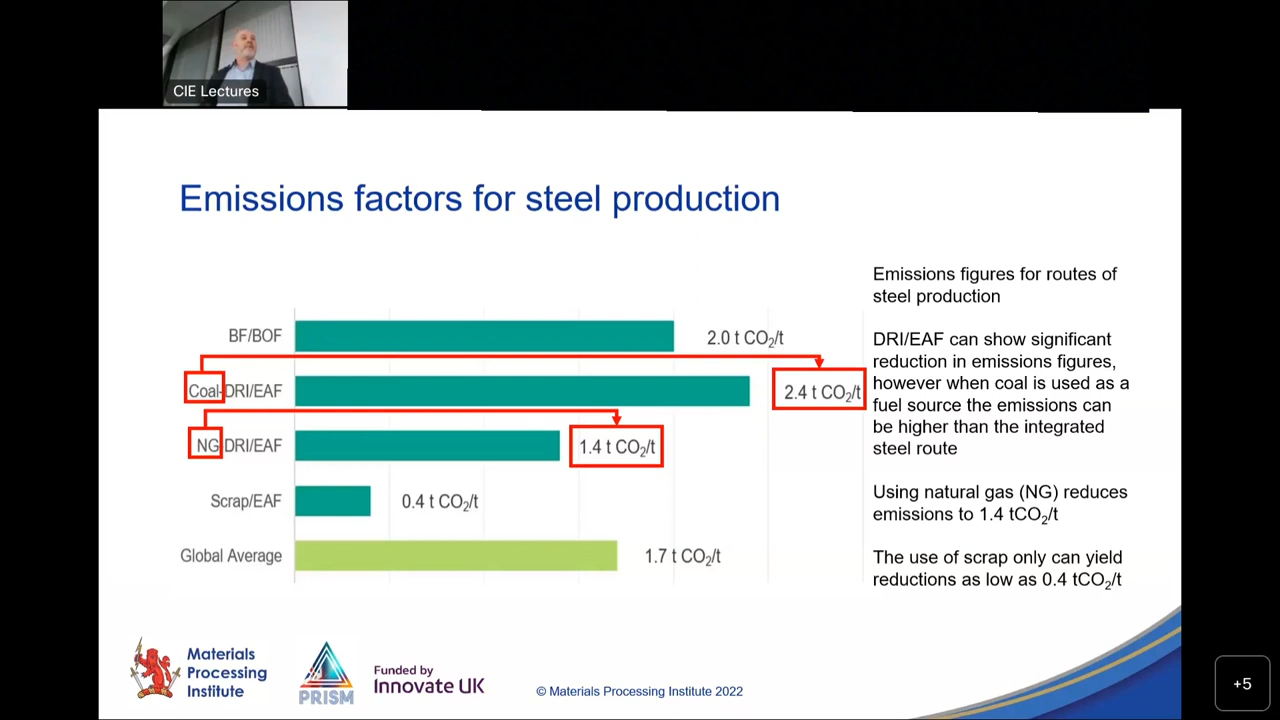 CIE Lectures
Emissions factors for steel production
BF/BOF
2.0 t CO₂/t
Coal-DRI/EAF
2.4 t CO₂/t
NG DRI/EAF
1.4 t CO₂/t
Scrap/EAF
0.4 t CO₂/t
Global Average
1.7 t CO₂/t
Emissions figures for routes of
steel production
DRI/EAF can show significant
reduction in emissions figures,
however when coal is used as a
fuel source the emissions can
be higher than the integrated
steel route
Using natural gas (NG) reduces
emissions to 1.4 tCO₂/t
The use of scrap only can yield
reductions as low as 0.4 tCO₂/t
Materials
Processing
Institute
PRISM
Funded by
Innovate UK
© Materials Processing Institute 2022
+5